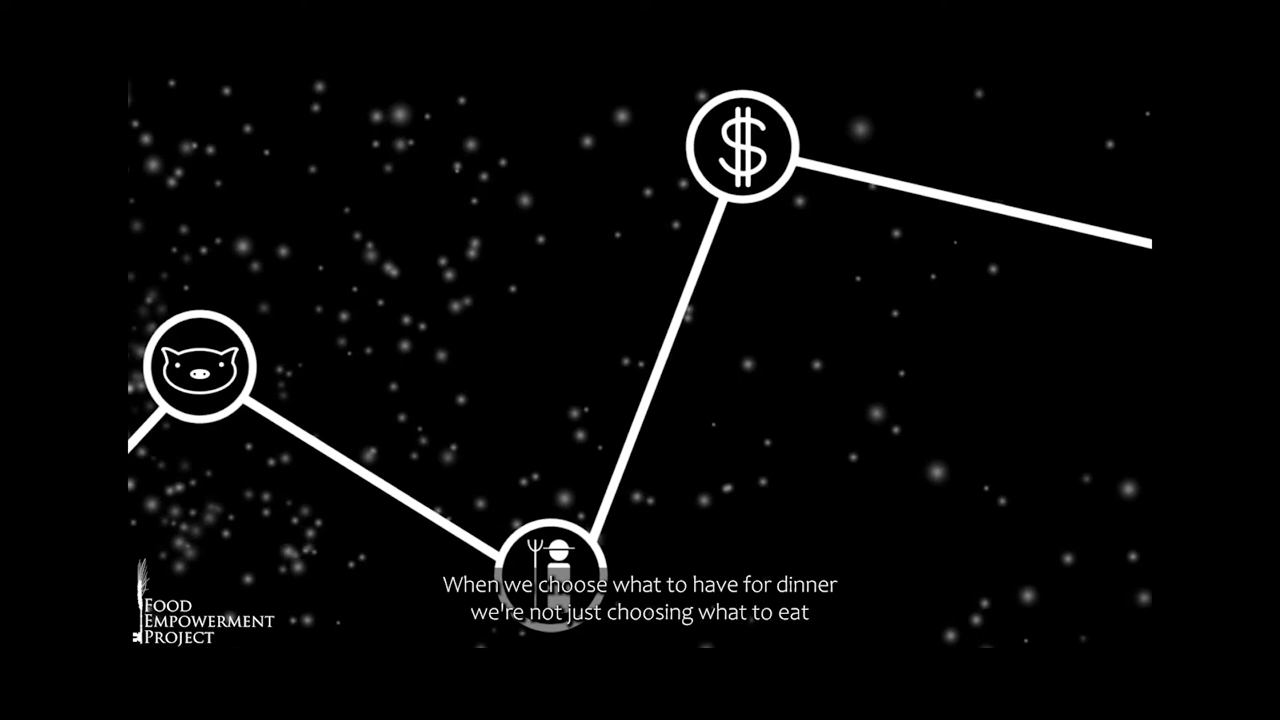 $
When we choose what to have for dinner
we're not just choosing what to eat
FOOD
EMPOWERMENT
PROJECT